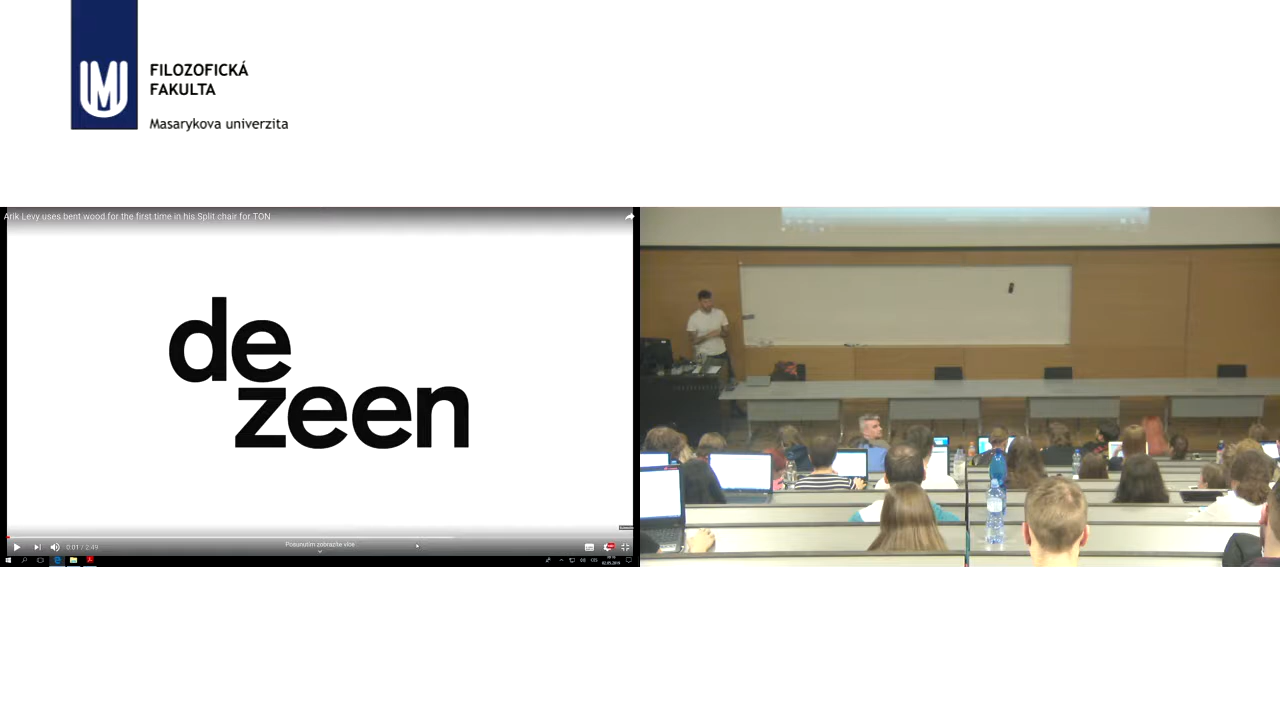 FILOZOFICKÁ
FAKULTA
Masarykova univerzita
Arik Levy uses bent wood for the first time in his Split chair for TON
de
zeen
0:01 / 2:49
Posunutím zobrazíte více